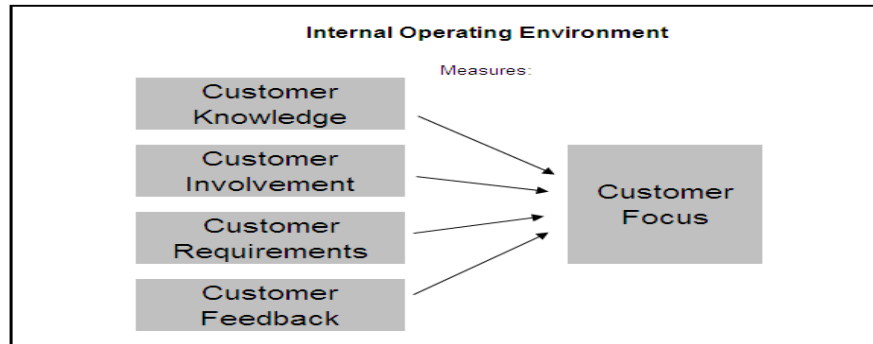 Internal Operating Environment
Measures:
Customer
Knowledge
Customer
Involvement
Customer
Requirements
Customer
Feedback
Customer
Focus